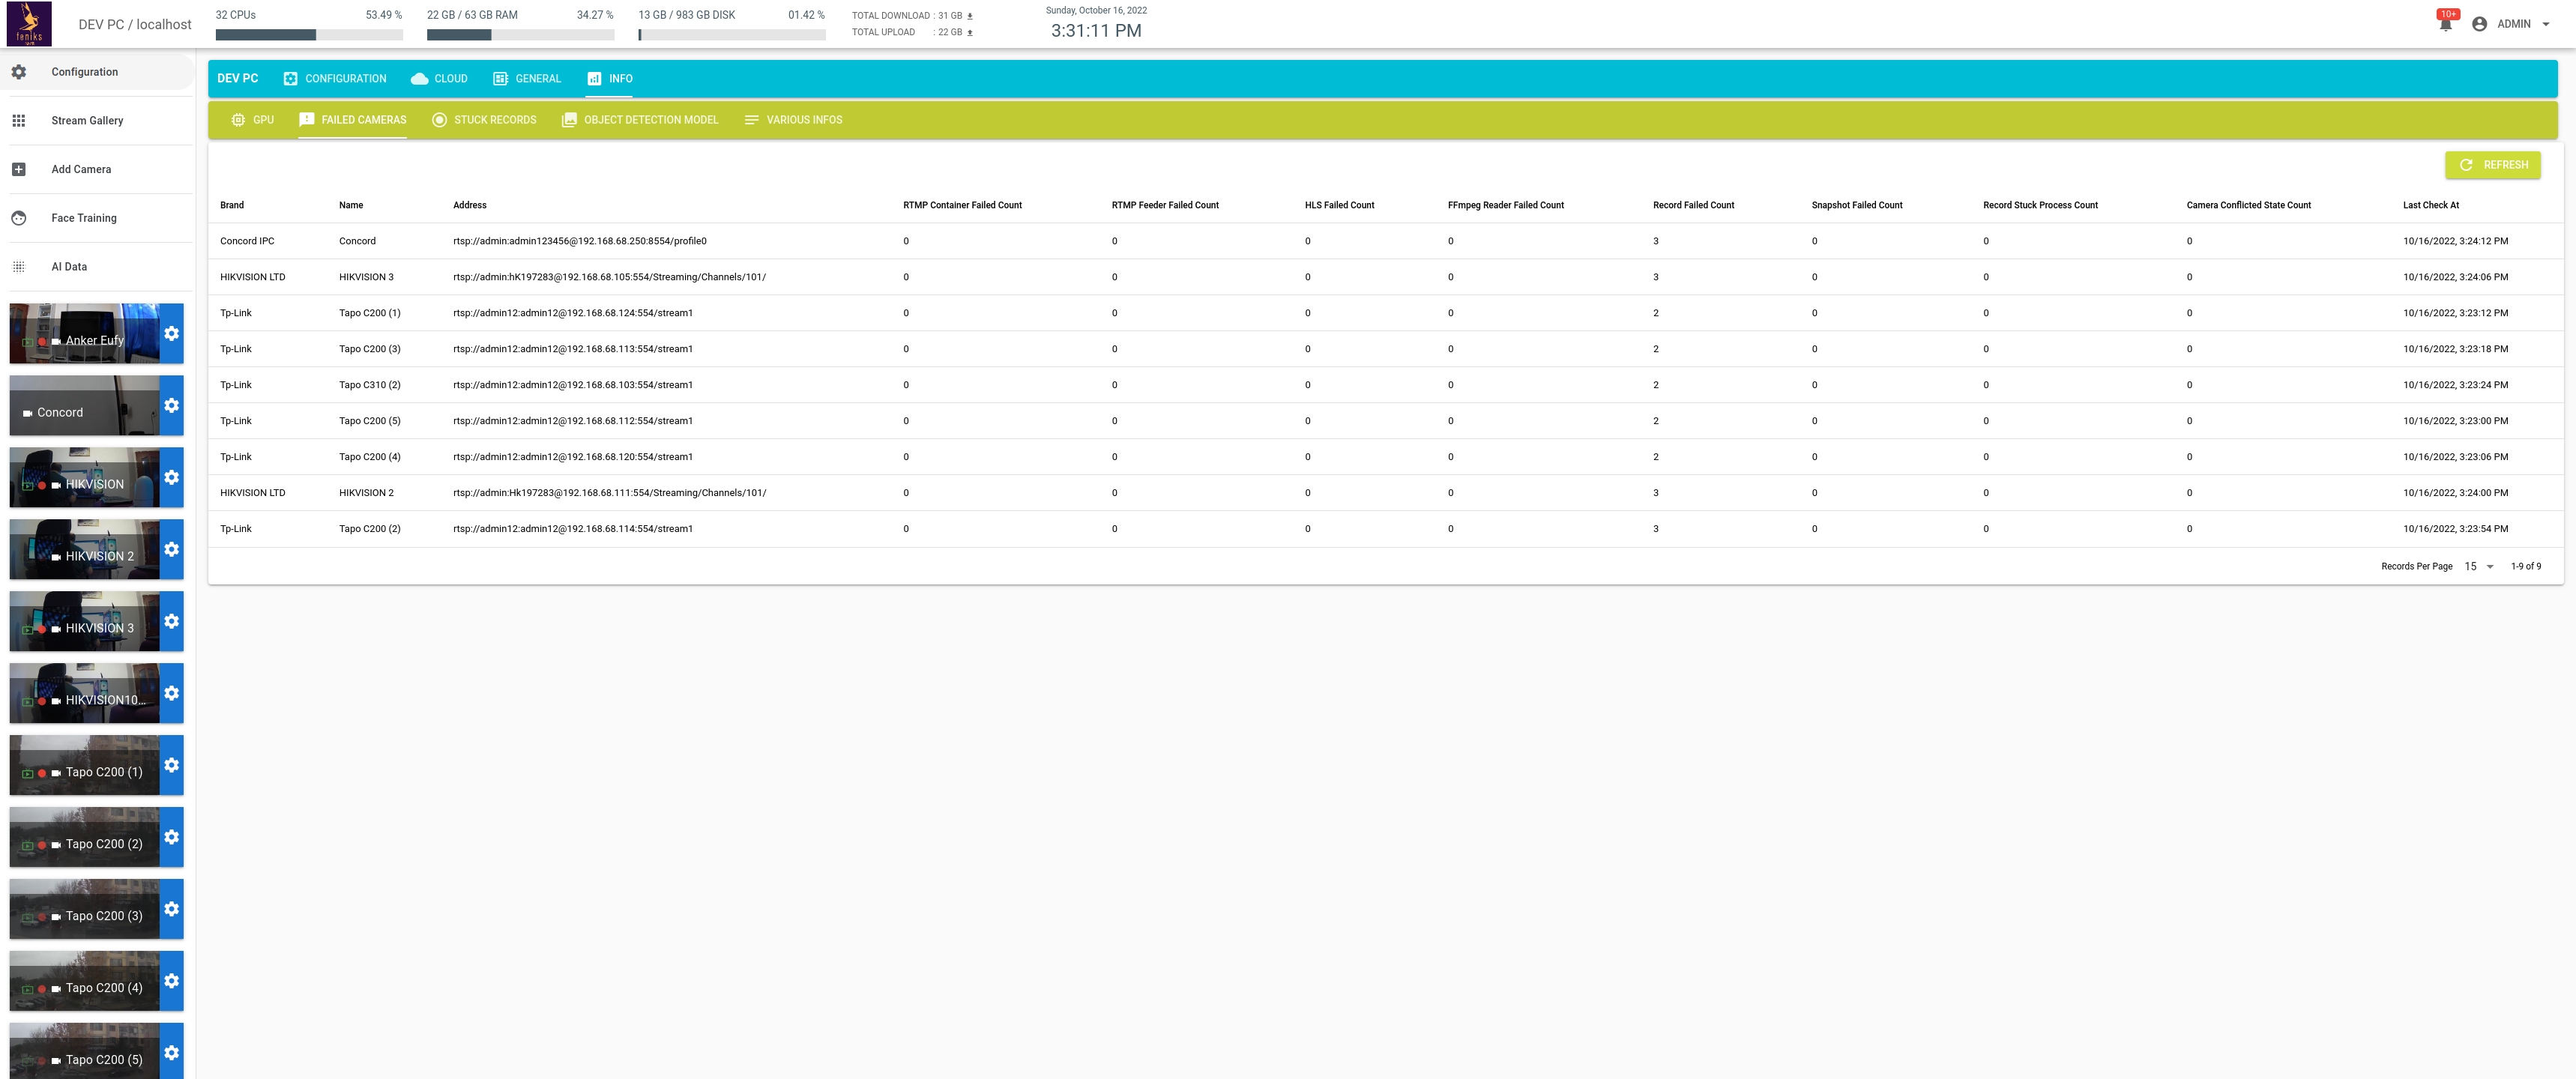 feniks
DEV PC / localhost
32 CPUs 53.49 %
22 GB / 63 GB RAM 34.27 %
13 GB / 983 GB DISK 01.42 %
TOTAL DOWNLOAD : 31 GB
TOTAL UPLOAD : 22 GB
Sunday, October 16, 2022
3:31:11 PM
10+
ADMIN
Configuration
Stream Gallery
Add Camera
Face Training
AI Data
Anker Eufy
Concord
HIKVISION
HIKVISION 2
HIKVISION 3
HIKVISION10...
Tapo C200 (1)
Tapo C200 (2)
Tapo C200 (3)
Tapo C200 (4)
Tapo C200 (5)
DEV PC CONFIGURATION CLOUD GENERAL INFO
GPU FAILED CAMERAS STUCK RECORDS OBJECT DETECTION MODEL VARIOUS INFOS
REFRESH
Brand Name Address RTMP Container Failed Count RTMP Feeder Failed Count HLS Failed Count FFmpeg Reader Failed Count Record Failed Count Snapshot Failed Count Record Stuck Process Count Camera Conflicted State Count Last Check At
Concord IPC Concord rtsp://admin:admin123456@192.168.68.250:8554/profile0 0 0 0 0 3 0 0 0 10/16/2022, 3:24:12 PM
HIKVISION LTD HIKVISION 3 rtsp://admin:hK197283@192.168.68.105:554/Streaming/Channels/101/ 0 0 0 0 3 0 0 0 10/16/2022, 3:24:06 PM
Tp-Link Tapo C200 (1) rtsp://admin12:admin12@192.168.68.124:554/stream1 0 0 0 0 2 0 0 0 10/16/2022, 3:23:12 PM
Tp-Link Tapo C200 (3) rtsp://admin12:admin12@192.168.68.113:554/stream1 0 0 0 0 2 0 0 0 10/16/2022, 3:23:18 PM
Tp-Link Tapo C310 (2) rtsp://admin12:admin12@192.168.68.103:554/stream1 0 0 0 0 2 0 0 0 10/16/2022, 3:23:24 PM
Tp-Link Tapo C200 (5) rtsp://admin12:admin12@192.168.68.112:554/stream1 0 0 0 0 2 0 0 0 10/16/2022, 3:23:00 PM
Tp-Link Tapo C200 (4) rtsp://admin12:admin12@192.168.68.120:554/stream1 0 0 0 0 2 0 0 0 10/16/2022, 3:23:06 PM
HIKVISION LTD HIKVISION 2 rtsp://admin:Hk197283@192.168.68.111:554/Streaming/Channels/101/ 0 0 0 0 3 0 0 0 10/16/2022, 3:24:00 PM
Tp-Link Tapo C200 (2) rtsp://admin12:admin12@192.168.68.114:554/stream1 0 0 0 0 3 0 0 0 10/16/2022, 3:23:54 PM
Records Per Page 15 1-9 of 9